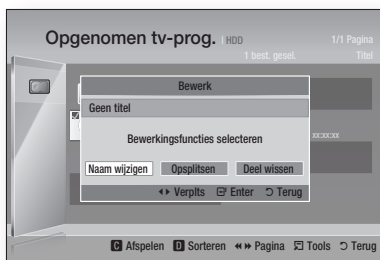 Opgenomen tv-prog. | HDD
1/1 Pagina
1 best. gesel.
Titel
Bewerk
Geen titel
Bewerkingsfuncties selecteren
Naam wijzigen Opsplitsen Deel wissen
Verplts Enter Terug
C Afspelen D Sorteren Pagina Tools Terug